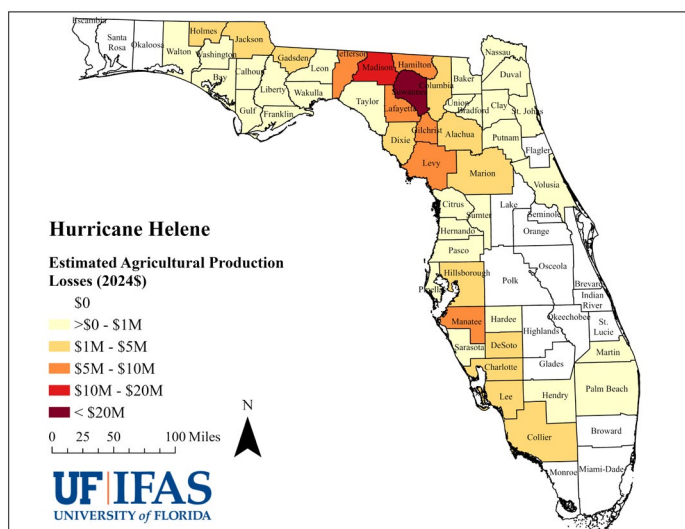 Escambia
Santa
Rosa
Okaloosa
Walton
Holmes
Washington
Jackson
Bay
Calhoun
Gulf
Gadsden
Liberty
Franklin
Leon
Wakulla
Jefferson
Madison
Taylor
Hamilton
Suwannee
Lafayette
Columbia
Dixie
Gilchrist
Levy
Baker
Union
Bradford
Alachua
Marion
Nassau
Duval
Clay
St. Johns
Putnam
Flagler
Volusia
Citrus
Sumter
Lake
Seminole
Orange
Hernando
Pasco
Pinellas
Hillsborough
Polk
Osceola
Brevard
Indian
River
Manatee
Hardee
Highlands
Okeechobee
St.
Lucie
Sarasota
DeSoto
Martin
Charlotte
Glades
Lee
Hendry
Palm Beach
Collier
Broward
Monroe
Miami-Dade
Hurricane Helene
Estimated Agricultural Production
Losses (2024$)
$0
>$0 - $1M
$1M - $5M
$5M - $10M
$10M - $20M
< $20M
0 25 50 100 Miles
N
UF|IFAS
UNIVERSITY of FLORIDA